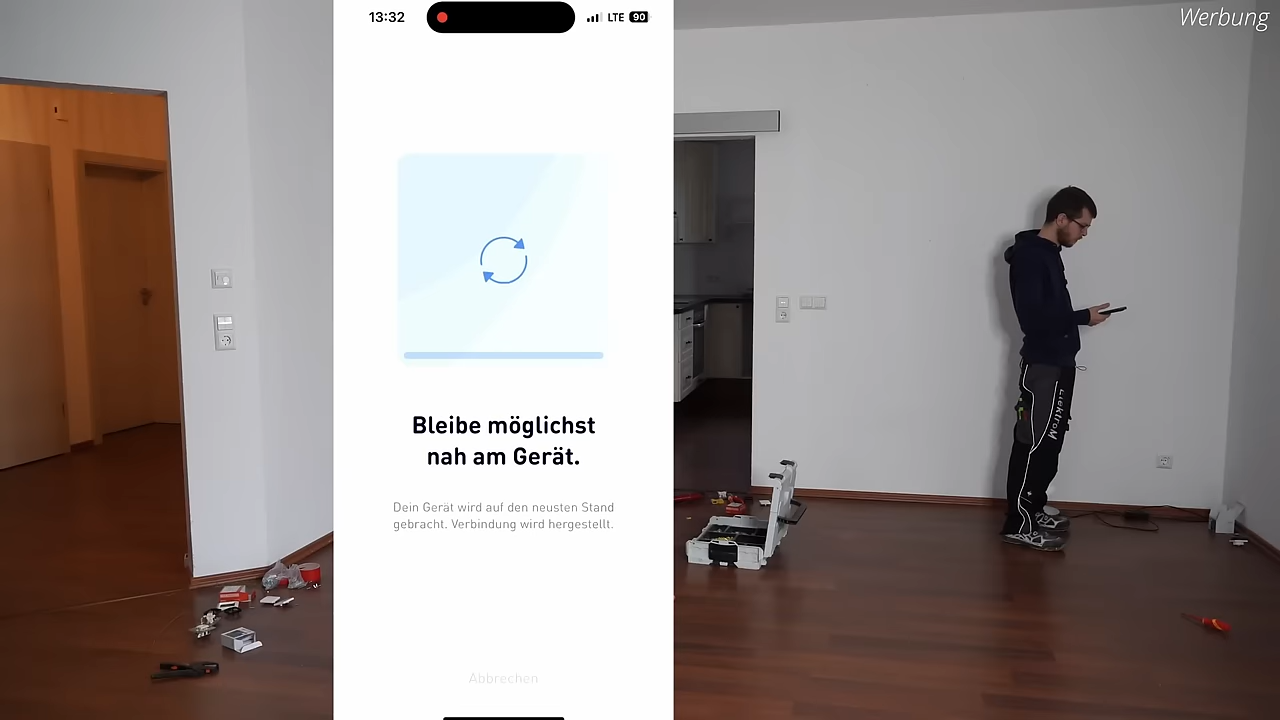 13:32
LTE
90
Werbung
Bleibe möglichst
nah am Gerät.
Dein Gerät wird auf den neusten Stand
gebracht. Verbindung wird hergestellt.
Abbrechen